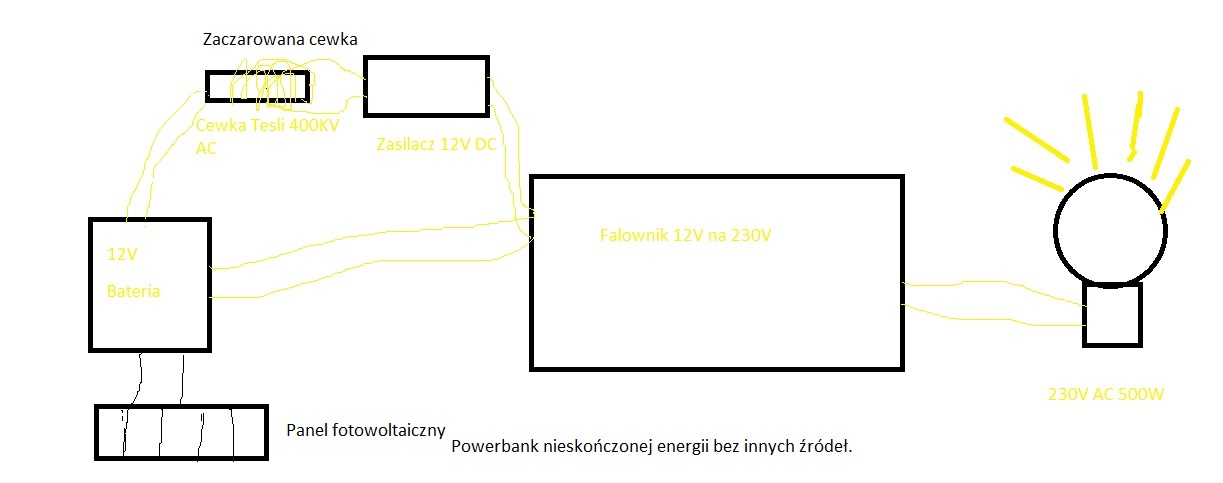 Zaczarowana cewka
Cewka Tesli 400KV
AC
Zasilacz 12V DC
12V
Bateria
Falownik 12V na 230V
230V AC 500W
Panel fotowoltaiczny
Powerbank nieskończonej energii bez innych źródeł.